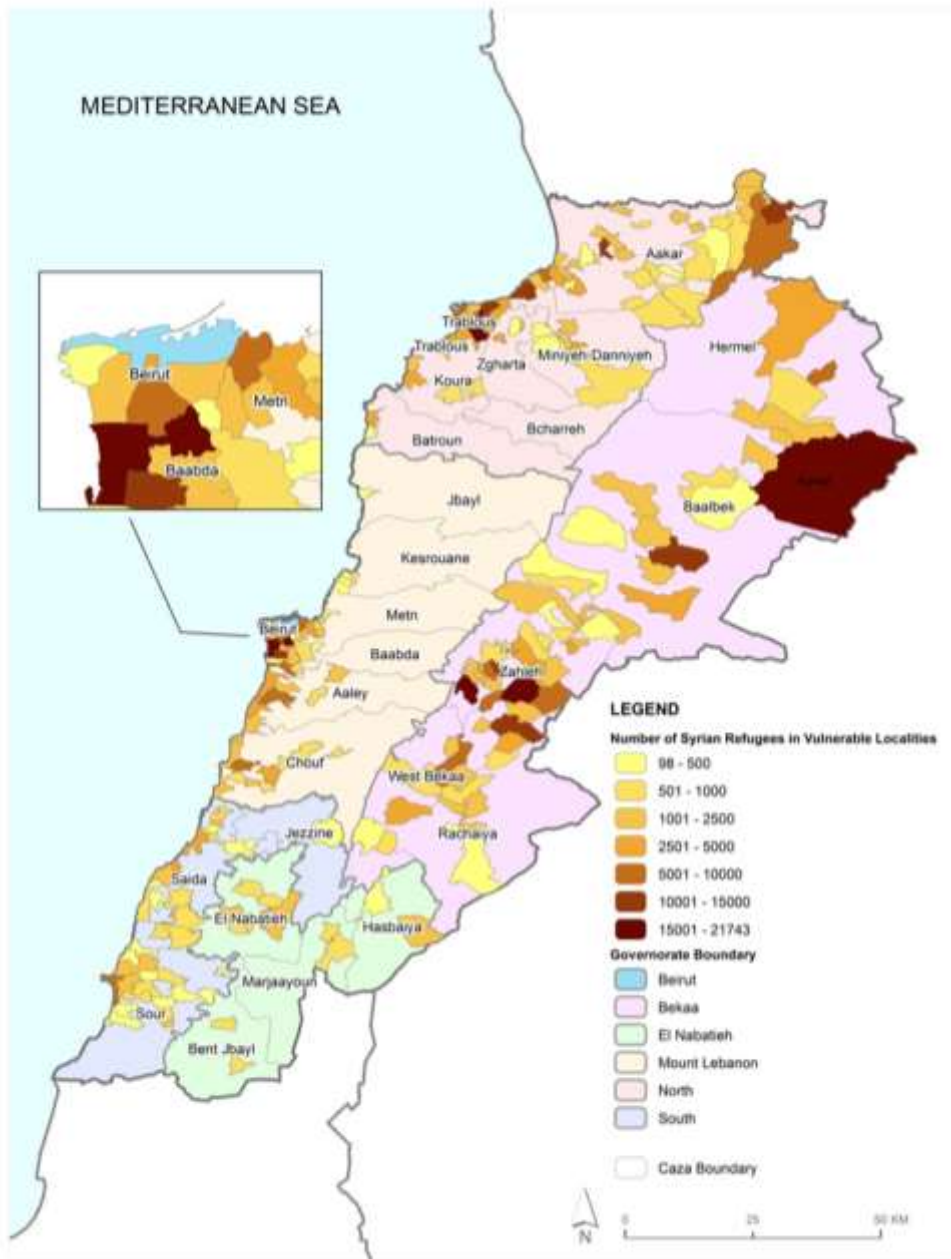 MEDITERRANEAN SEA
Aakar
Trablous
Hermel
Trablous
Zgharta
Miniyeh-Danniyeh
Koura
Beirut
Metn
Batroun
Bcharreh
Baabda
Jbayl
Baalbek
Kesrouane
Metn
Beirut
Baabda
Zahleh
Aaley
Chouf
West Bekaa
Jezzine
Rachaiya
Saida
El Nabatieh
Hasbaiya
Marjaayoun
Sour
Bent Jbayl
LEGEND
Number of Syrian Refugees in Vulnerable Localities
98 - 500
501 - 1000
1001 - 2500
2501 - 5000
5001 - 10000
10001 - 15000
15001 - 21743
Governorate Boundary
Beirut
Bekaa
El Nabatieh
Mount Lebanon
North
South
Caza Boundary
N
0 25 50 KM